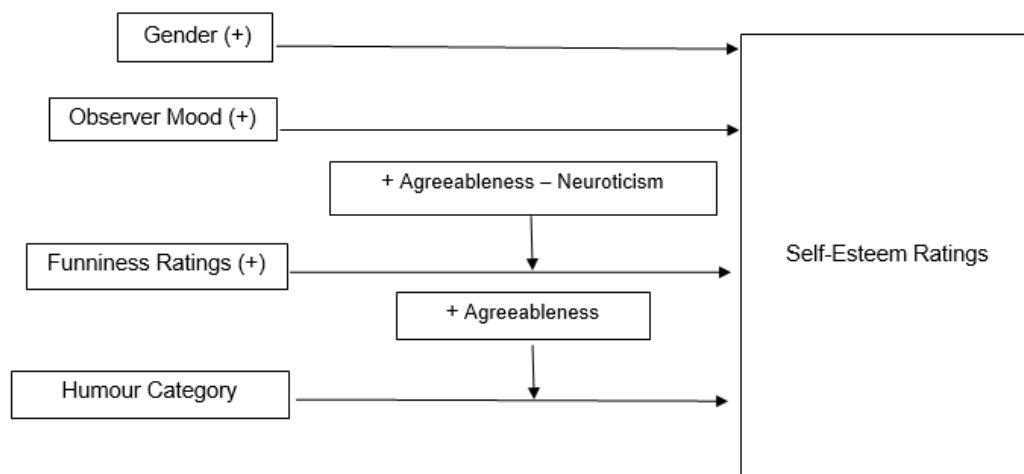 Gender (+)
Observer Mood (+)
+ Agreeableness – Neuroticism
Funniness Ratings (+)
Self-Esteem Ratings
+ Agreeableness
Humour Category